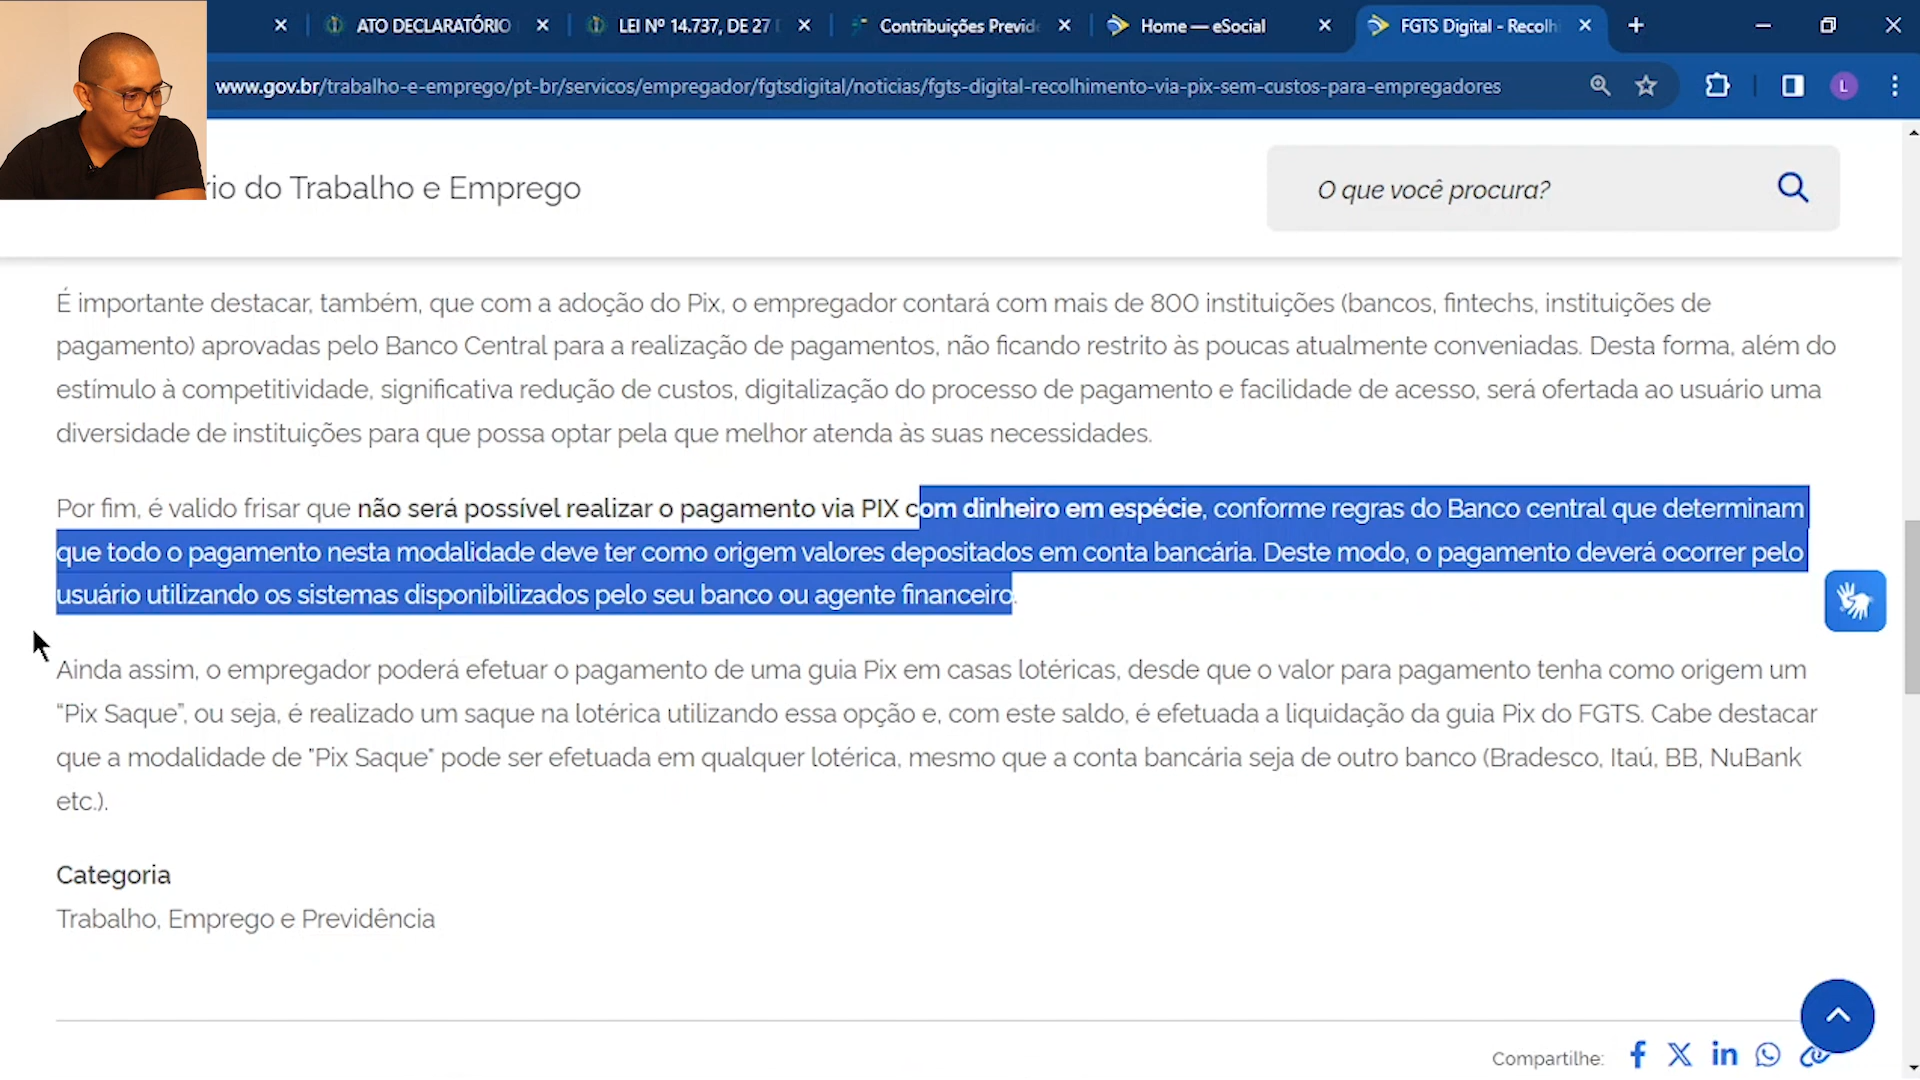 ATO DECLARATÓRIO
LEI Nº 14.737, DE 27
Contribuições Previd
Home — eSocial
FGTS Digital - Recolh
www.gov.br/trabalho-e-emprego/pt-br/servicos/empregador/fgtsdigital/noticias/fgts-digital-recolhimento-via-pix-sem-custos-para-empregadores
L
rio do Trabalho e Emprego
O que você procura?
É importante destacar, também, que com a adoção do Pix, o empregador contará com mais de 800 instituições (bancos, fintechs, instituições de
pagamento) aprovadas pelo Banco Central para a realização de pagamentos, não ficando restrito às poucas atualmente conveniadas. Desta forma, além do
estímulo à competitividade, significativa redução de custos, digitalização do processo de pagamento e facilidade de acesso, será ofertada ao usuário uma
diversidade de instituições para que possa optar pela que melhor atenda às suas necessidades.
Por fim, é valido frisar que não será possível realizar o pagamento via PIX com dinheiro em espécie, conforme regras do Banco central que determinam
que todo o pagamento nesta modalidade deve ter como origem valores depositados em conta bancária. Deste modo, o pagamento deverá ocorrer pelo
usuário utilizando os sistemas disponibilizados pelo seu banco ou agente financeiro.
Ainda assim, o empregador poderá efetuar o pagamento de uma guia Pix em casas lotéricas, desde que o valor para pagamento tenha como origem um
“Pix Saque”, ou seja, é realizado um saque na lotérica utilizando essa opção e, com este saldo, é efetuada a liquidação da guia Pix do FGTS. Cabe destacar
que a modalidade de "Pix Saque" pode ser efetuada em qualquer lotérica, mesmo que a conta bancária seja de outro banco (Bradesco, Itaú, BB, NuBank
etc.).
Categoria
Trabalho, Emprego e Previdência
Compartilhe: